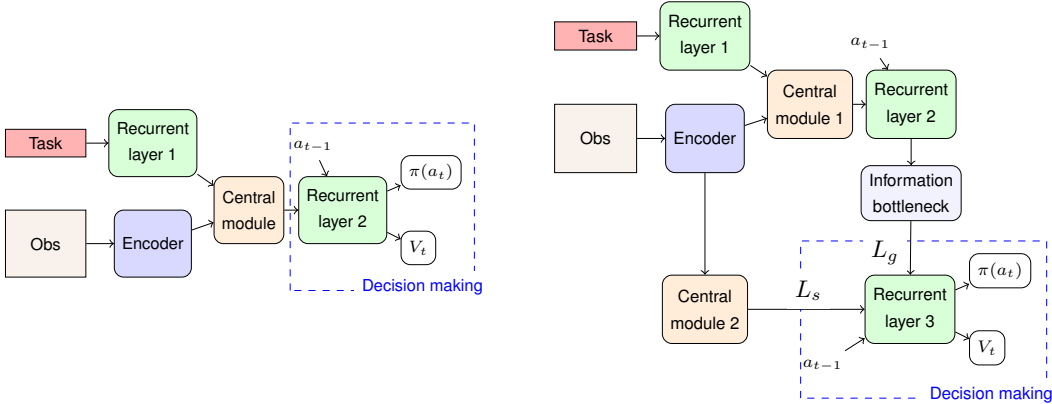 Task
Recurrent
layer 1
Obs
Encoder
Central
module
a_{t-1}
Recurrent
layer 2
π(a_t)
V_t
Decision making
Task
Recurrent
layer 1
Obs
Encoder
Central
module 1
a_{t-1}
Recurrent
layer 2
Information
bottleneck
L_g
Central
module 2
L_s
Recurrent
layer 3
a_{t-1}
π(a_t)
V_t
Decision making